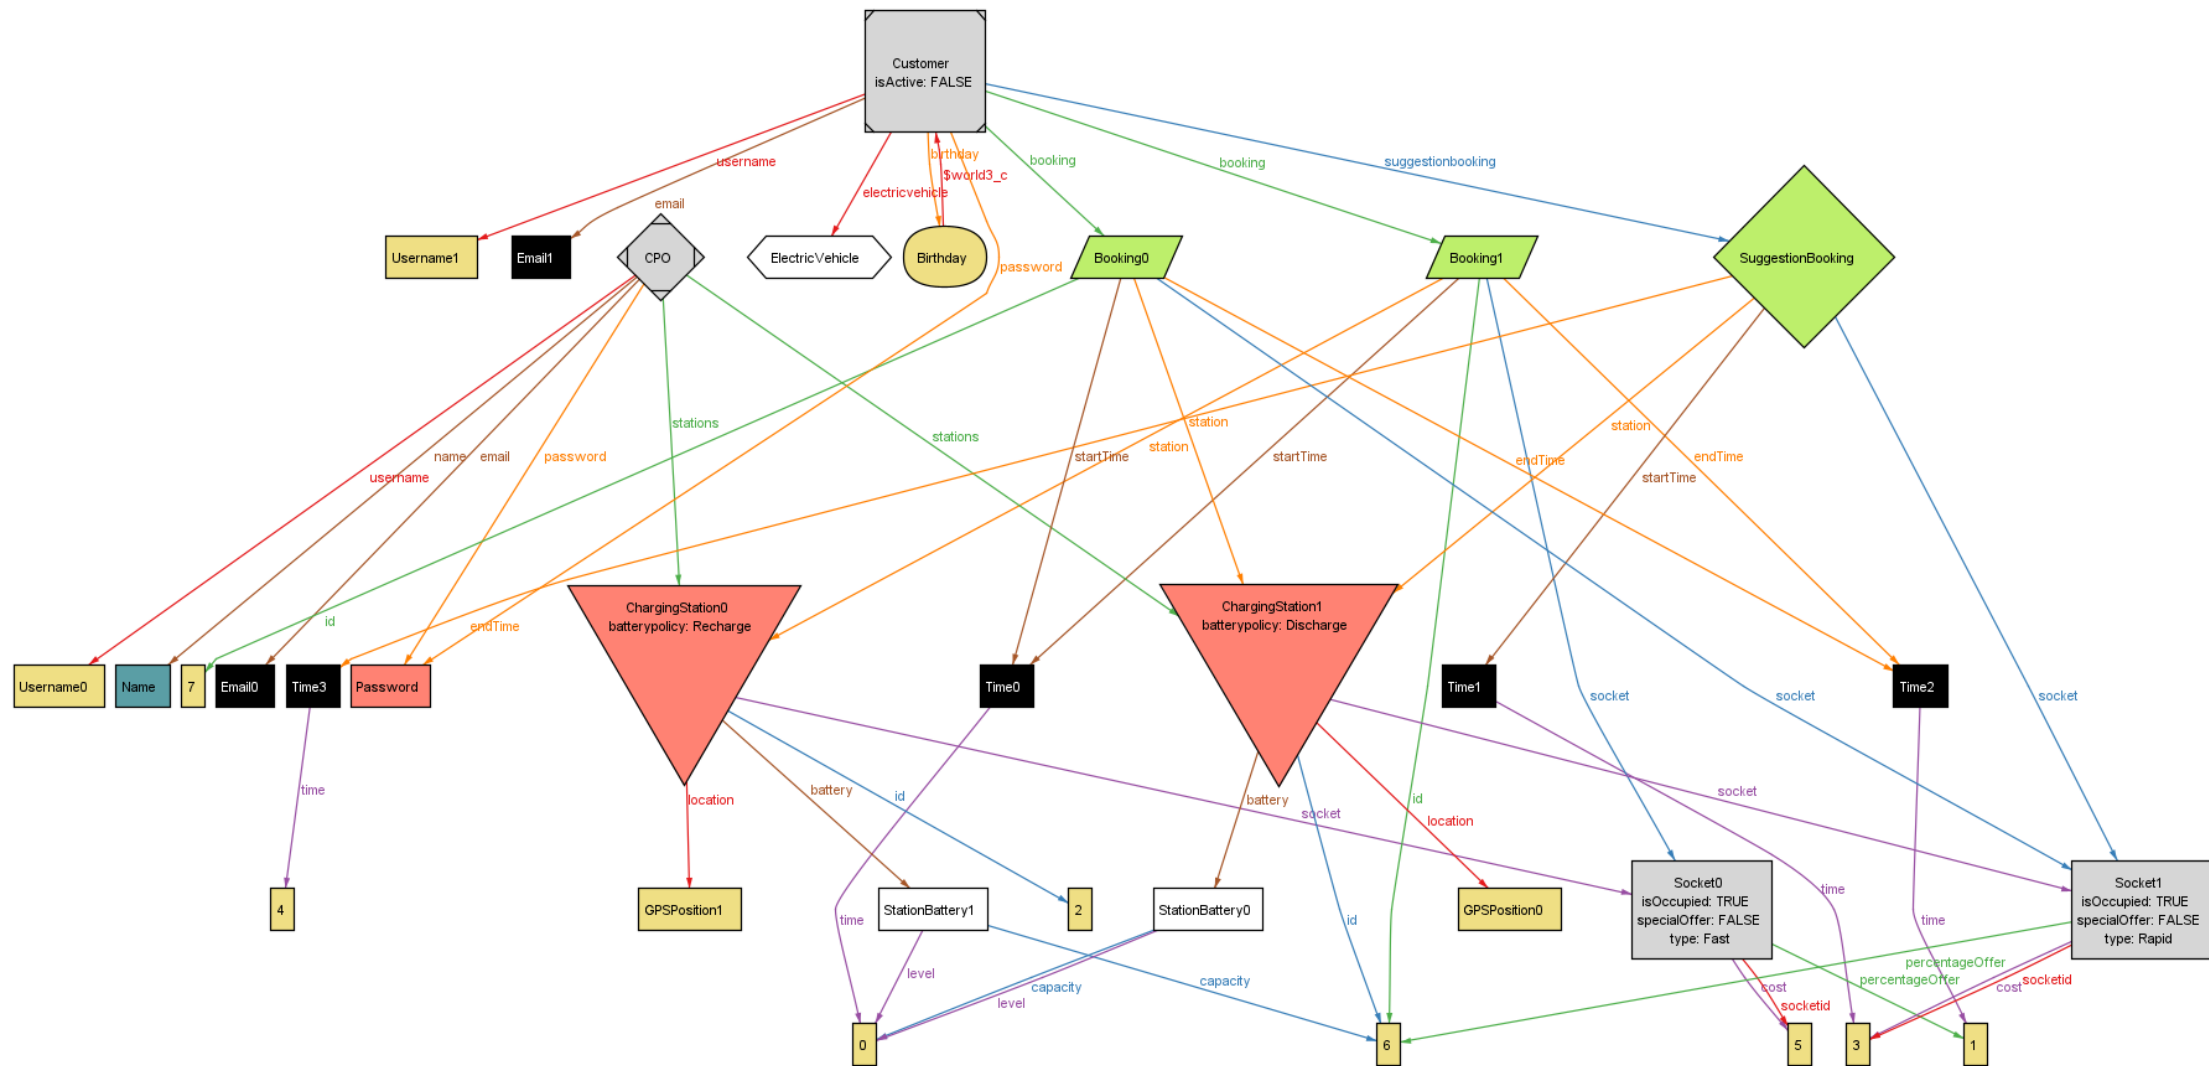 Customer
isActive: FALSE
username
email
electricvehicle
birthday
$world3_c
password
booking
booking
suggestionbooking
Username1
Email1
CPO
ElectricVehicle
Birthday
Booking0
Booking1
SuggestionBooking
username
name
email
password
stations
stations
startTime
station
station
startTime
endTime
endTime
station
startTime
id
endTime
socket
socket
socket
Username0
Name
7
Email0
Time3
Password
ChargingStation0
batterypolicy: Recharge
Time0
ChargingStation1
batterypolicy: Discharge
Time1
Time2
time
location
battery
id
socket
time
battery
id
id
location
socket
time
time
4
GPSPosition1
StationBattery1
2
StationBattery0
GPSPosition0
Socket0
isOccupied: TRUE
specialOffer: FALSE
type: Fast
Socket1
isOccupied: TRUE
specialOffer: FALSE
type: Rapid
level
capacity
level
capacity
cost
socketid
percentageOffer
percentageOffer
cost
socketid
0
6
5
3
1